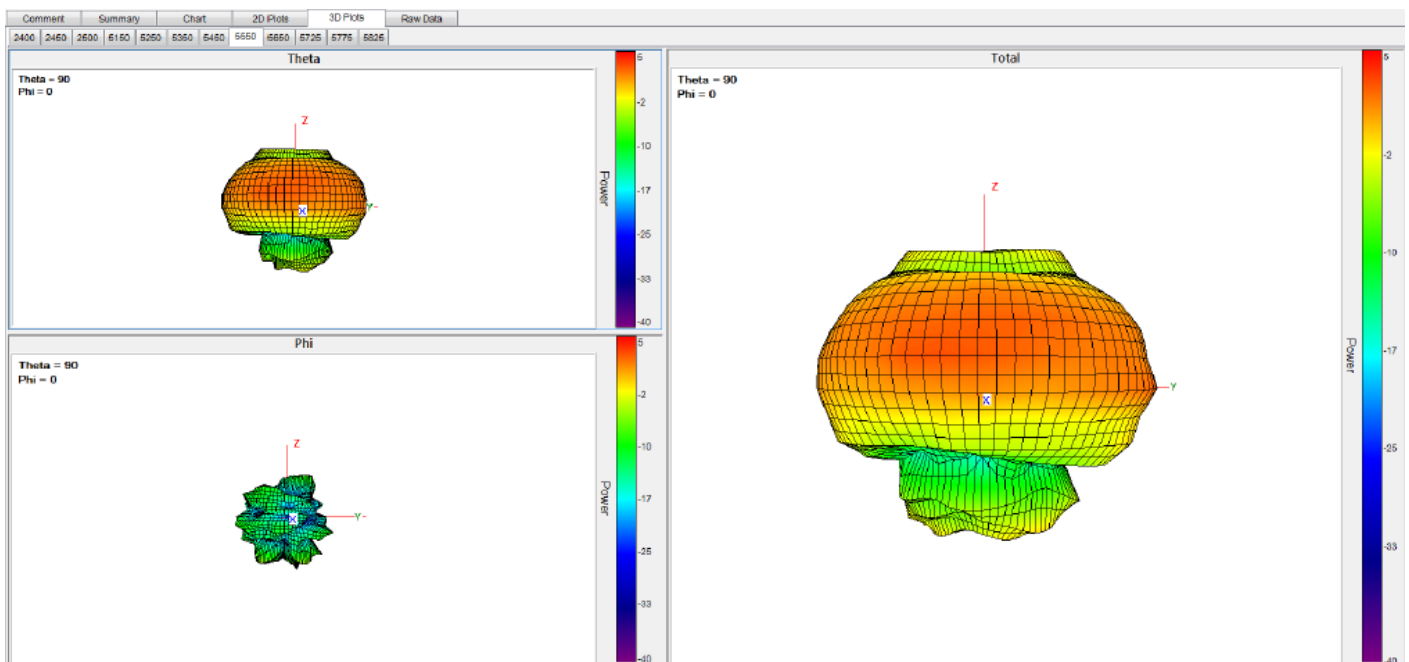 Comment Summary Chart 2D Plots 3D Plots Raw Data
2400 2450 2500 5150 5250 5350 5450 5550 5650 5725 5775 5825
Theta
Theta = 90
Phi = 0
Z
X
Y
5
-2
-10
-17
-25
-33
-40
Power
Phi
Theta = 90
Phi = 0
Z
X
Y
5
-2
-10
-17
-25
-33
-40
Power
Total
Theta = 90
Phi = 0
Z
X
Y
5
-2
-10
-17
-25
-33
-40
Power